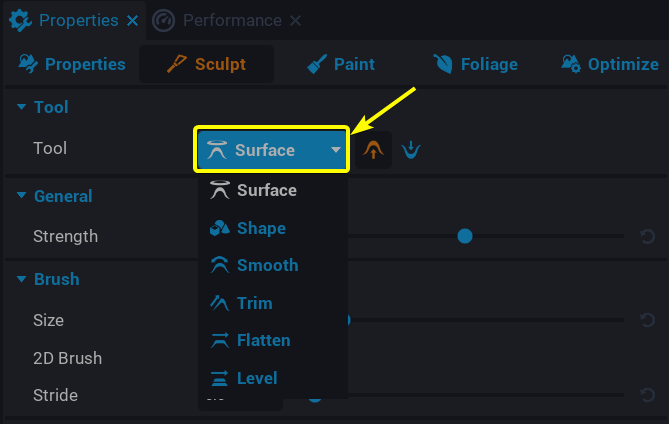 Properties Performance
Properties Sculpt Paint Foliage Optimize
Tool
Tool Surface
Surface
General
Shape
Strength
Smooth
Brush
Trim
Size
Flatten
2D Brush
Level
Stride